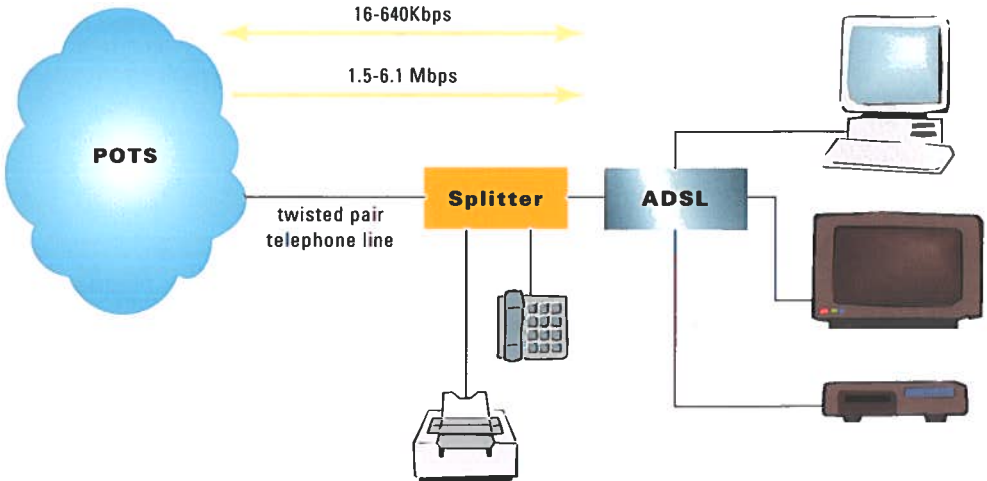 16-640Kbps
1.5-6.1 Mbps
POTS
Splitter
ADSL
twisted pair
telephone line